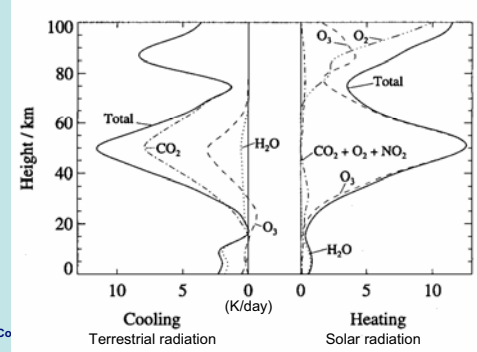 100
80
60
40
20
0
Height / km
Total
CO₂
H₂O
O₃
O₃
O₂
Total
CO₂ + O₂ + NO₂
O₃
H₂O
10
5
0
0
5
10
(K/day)
Cooling
Heating
Terrestrial radiation
Solar radiation
Co